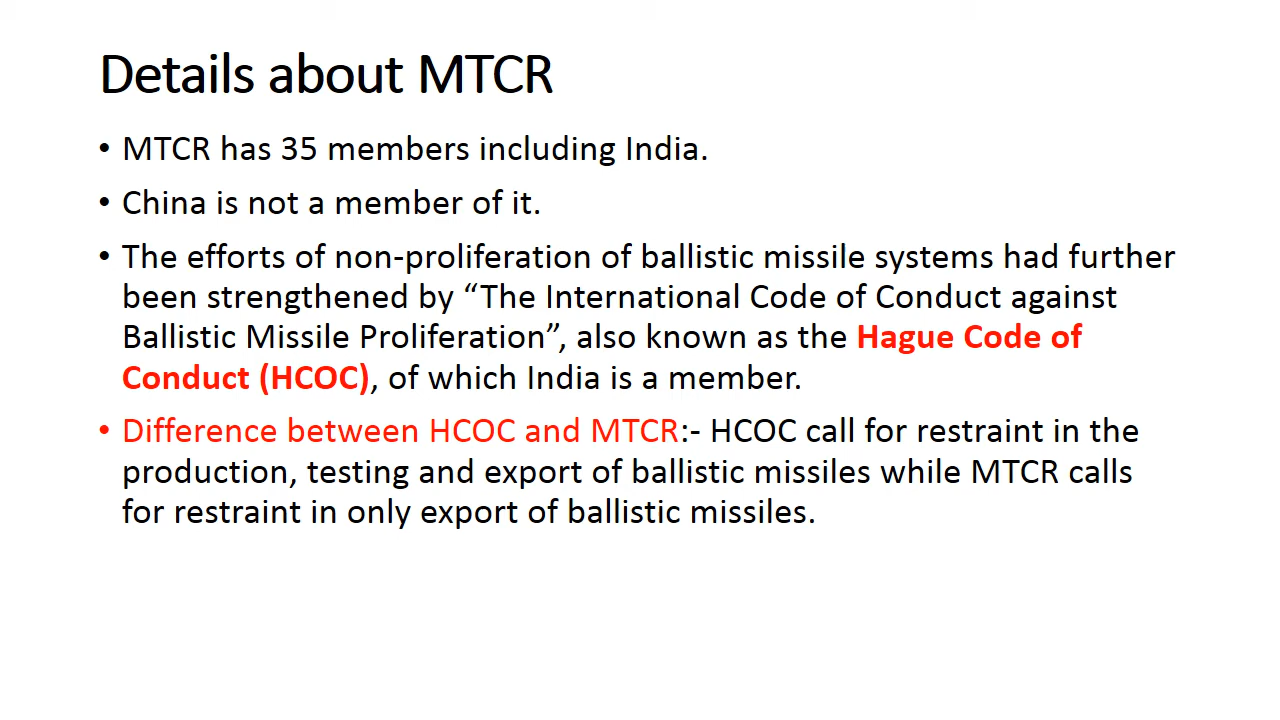 Details about MTCR
• MTCR has 35 members including India.
• China is not a member of it.
• The efforts of non-proliferation of ballistic missile systems had further
been strengthened by “The International Code of Conduct against
Ballistic Missile Proliferation”, also known as the Hague Code of
Conduct (HCOC), of which India is a member.
• Difference between HCOC and MTCR:- HCOC call for restraint in the
production, testing and export of ballistic missiles while MTCR calls
for restraint in only export of ballistic missiles.